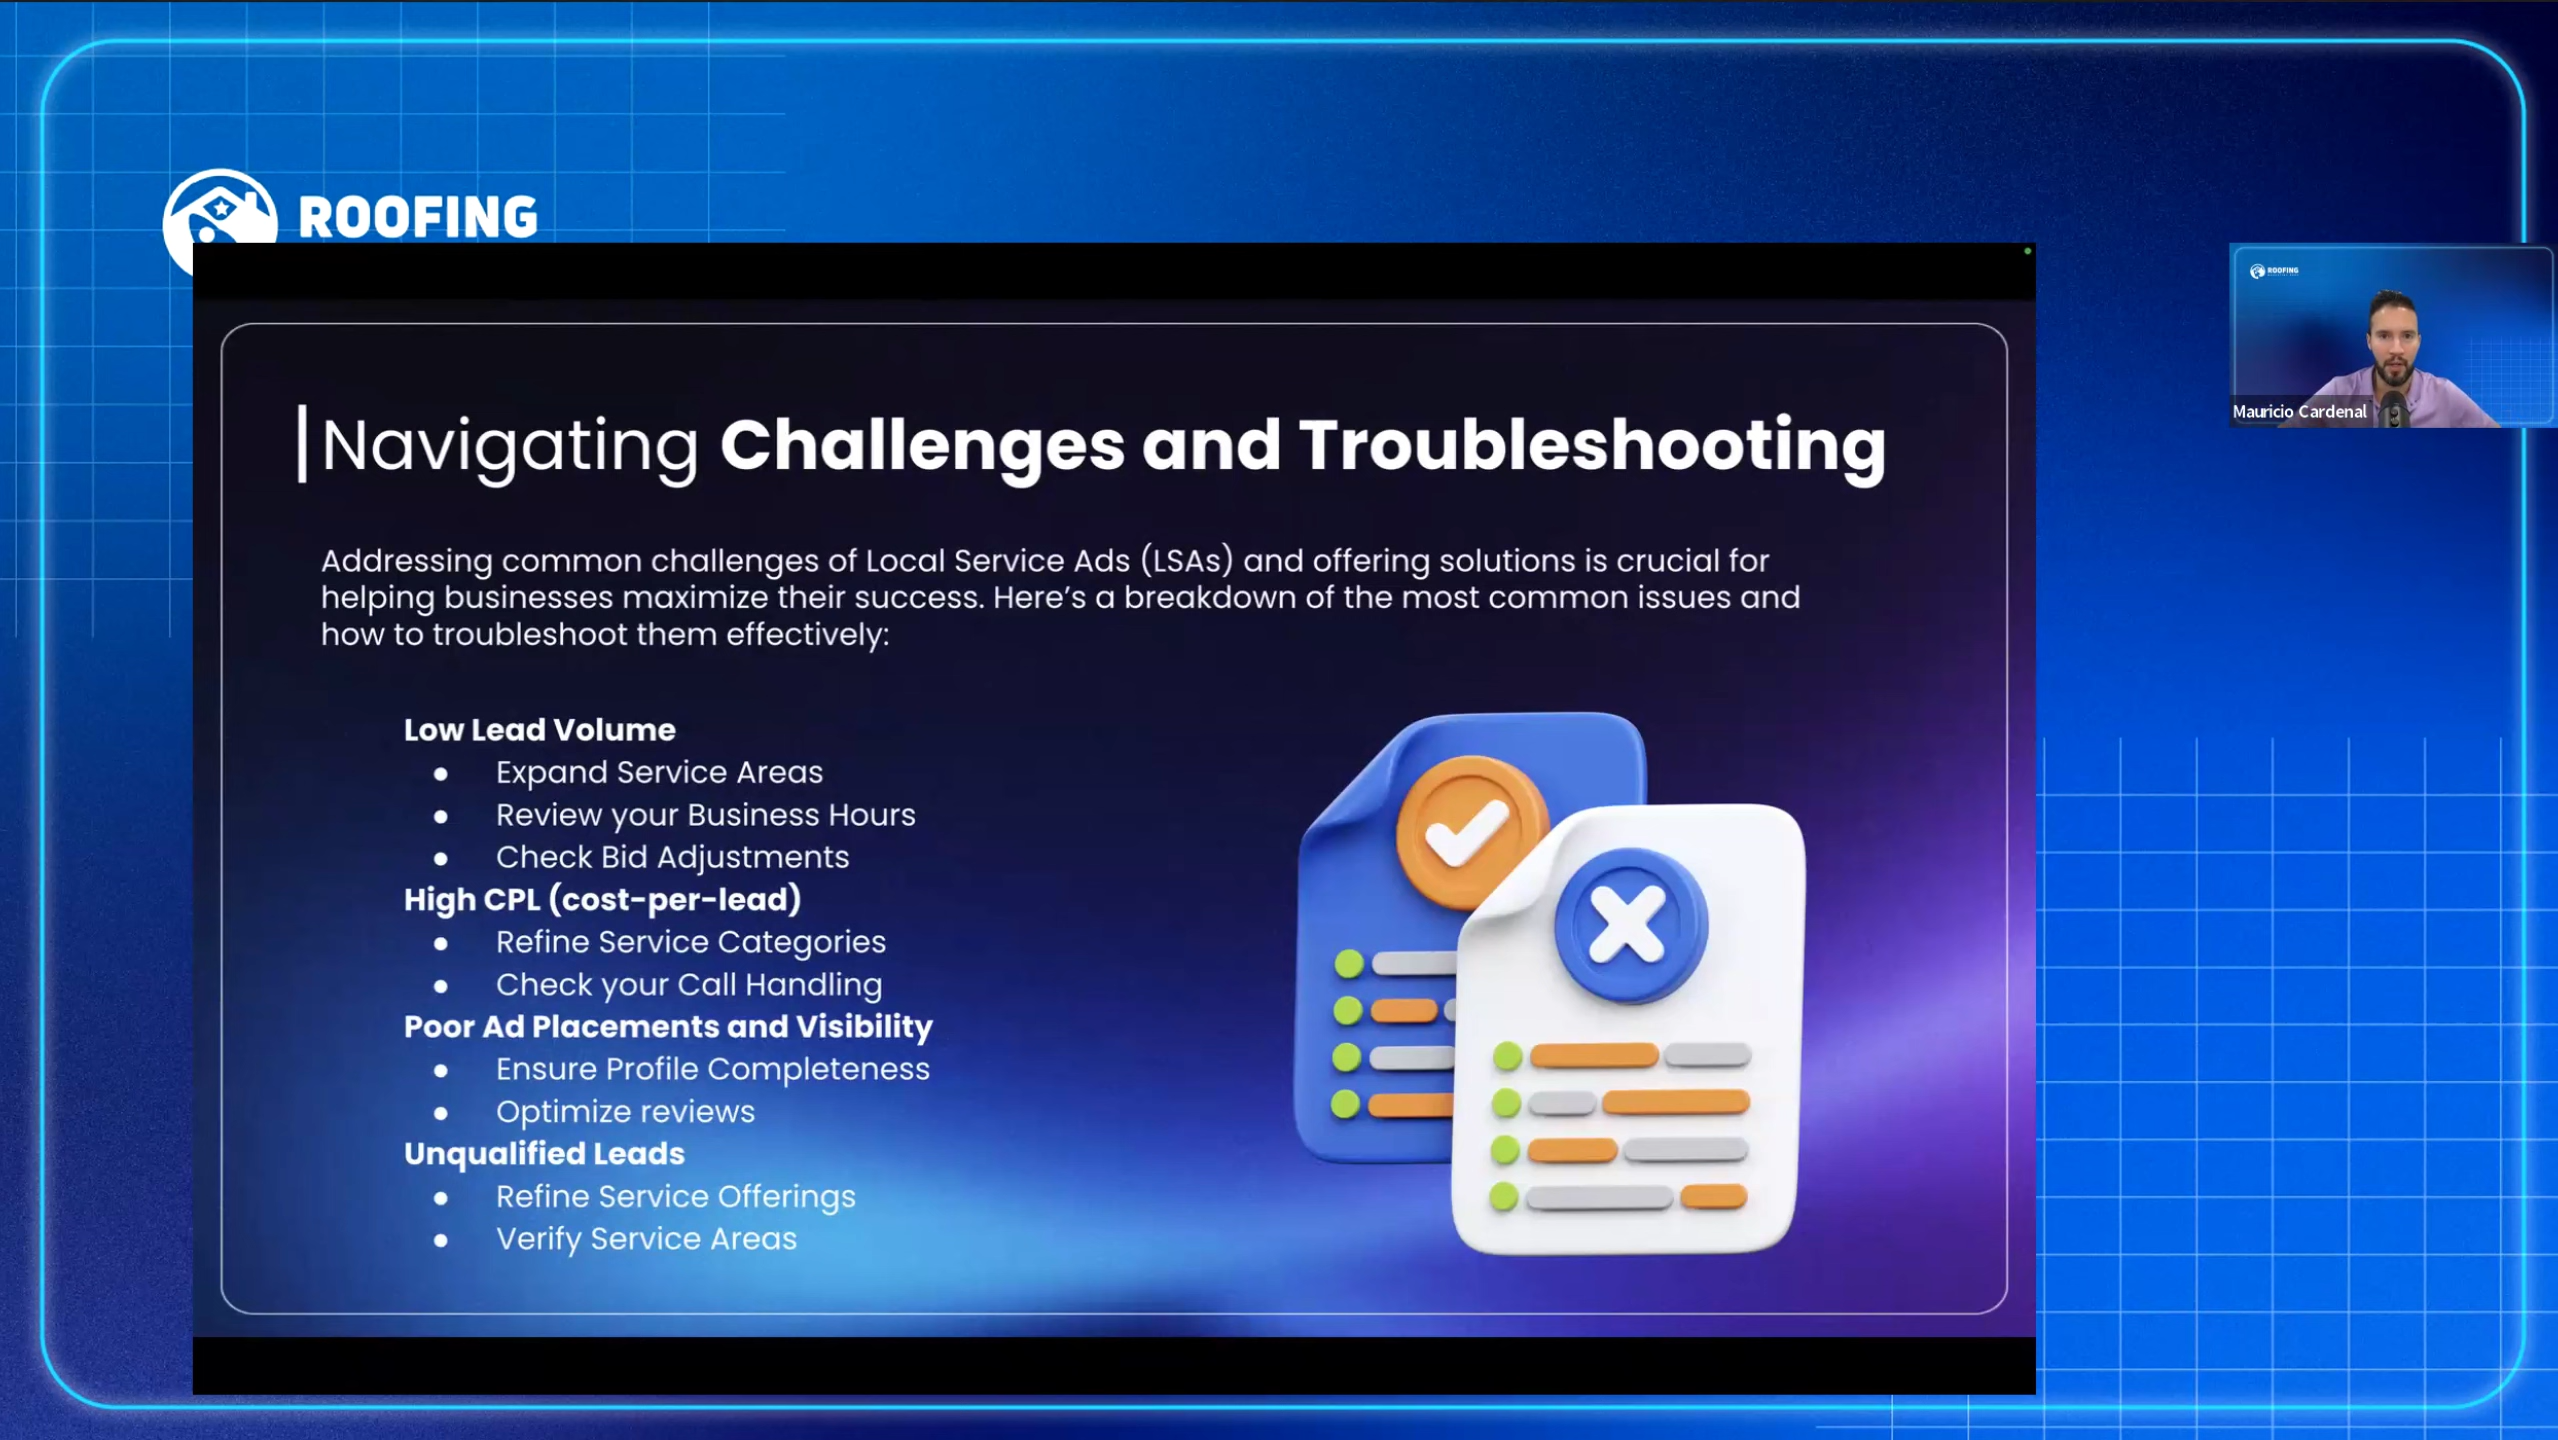 ROOFING
Navigating Challenges and Troubleshooting
Addressing common challenges of Local Service Ads (LSAs) and offering solutions is crucial for
helping businesses maximize their success. Here’s a breakdown of the most common issues and
how to troubleshoot them effectively:
Low Lead Volume
● Expand Service Areas
● Review your Business Hours
● Check Bid Adjustments
High CPL (cost-per-lead)
● Refine Service Categories
● Check your Call Handling
Poor Ad Placements and Visibility
● Ensure Profile Completeness
● Optimize reviews
Unqualified Leads
● Refine Service Offerings
● Verify Service Areas
ROOFING
Mauricio Cardenal